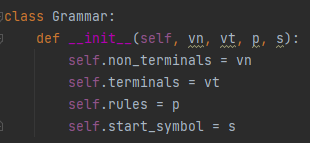 class Grammar:
    def __init__(self, vn, vt, p, s):
        self.non_terminals = vn
        self.terminals = vt
        self.rules = p
        self.start_symbol = s